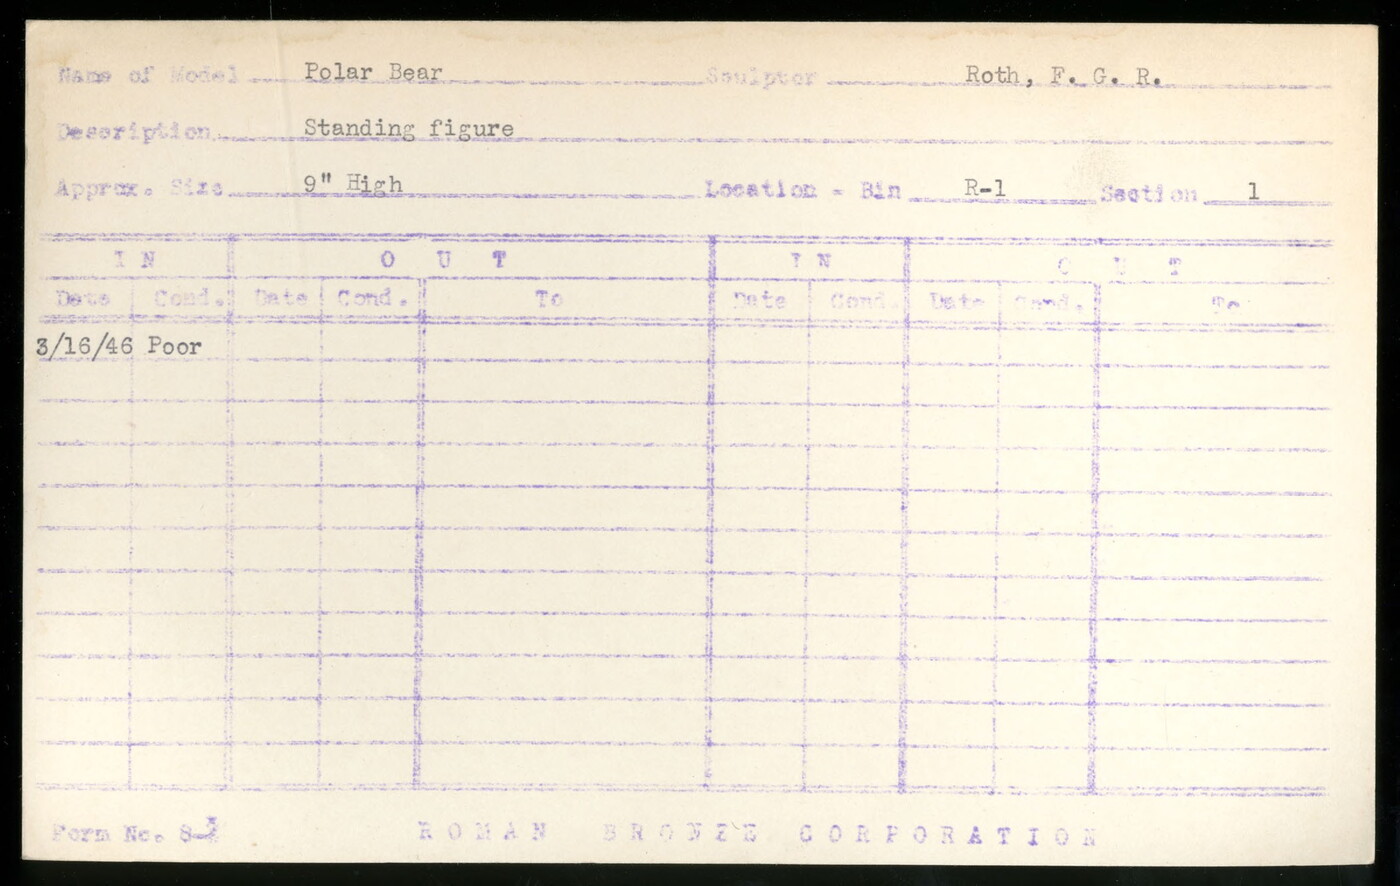 Name of Model Polar Bear Sculptor Roth, F. G. R.
Description Standing figure
Approx. Size 9" High Location - Bin R-1 Section 1
IN OUT IN OUT
Date Cond. Date Cond. To Date Cond. Date Cond. To
3/16/46 Poor
Form No. 8- ROMAN BRONZE CORPORATION